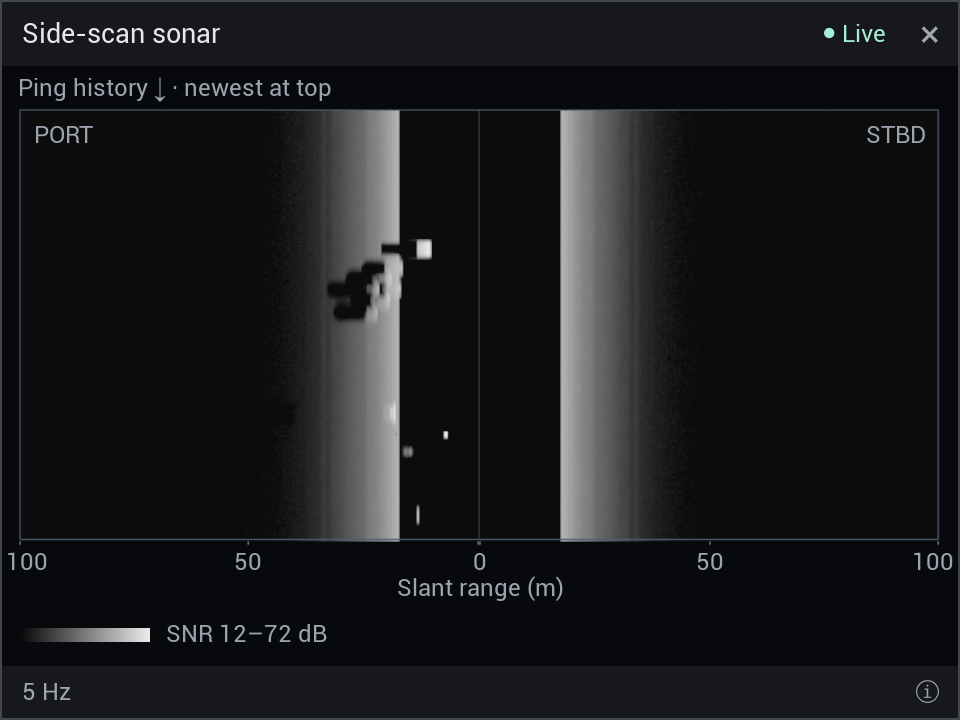 Side-scan sonar
Live
Ping history ↓ · newest at top
PORT
STBD
100 50 0 50 100
Slant range (m)
SNR 12–72 dB
5 Hz